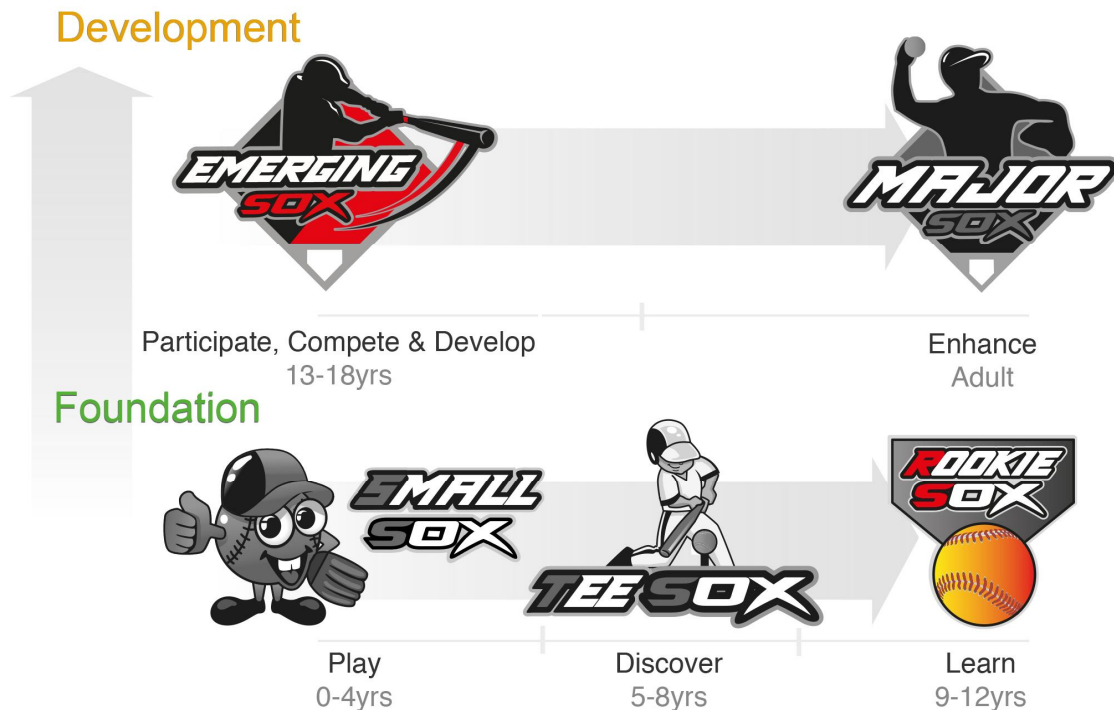 Development
EMERGING
SOX
MAJOR
SOX
Participate, Compete & Develop
13-18yrs
Enhance
Adult
Foundation
SMALL
SOX
TEE SOX
ROOKIE
SOX
Play
0-4yrs
Discover
5-8yrs
Learn
9-12yrs